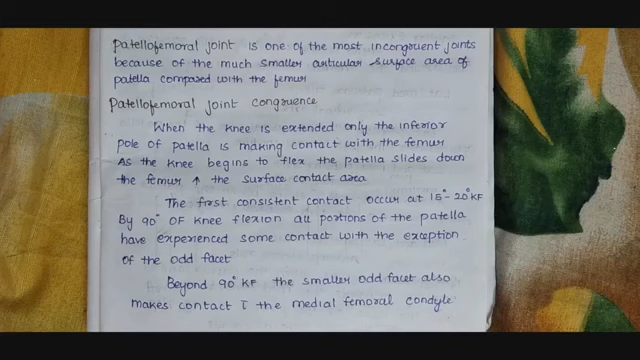 Patellofemoral joint is one of the most incongruent joints
because of the much smaller articular surface area of
patella compared with the femur
Patellofemoral Joint congruence
When the knee is extended only the inferior
pole of patella is making contact with the femur
As the knee begins to flex the patella slides down
the femur ↑ the surface contact area
The first consistent contact occur at 15°-20° KF
By 90° OF Knee flexion all portions of the patella
have experienced some contact with the exception
of the odd facet
Beyond 90° KF the smaller odd facet also
makes contact c̅ the medial femoral condyle